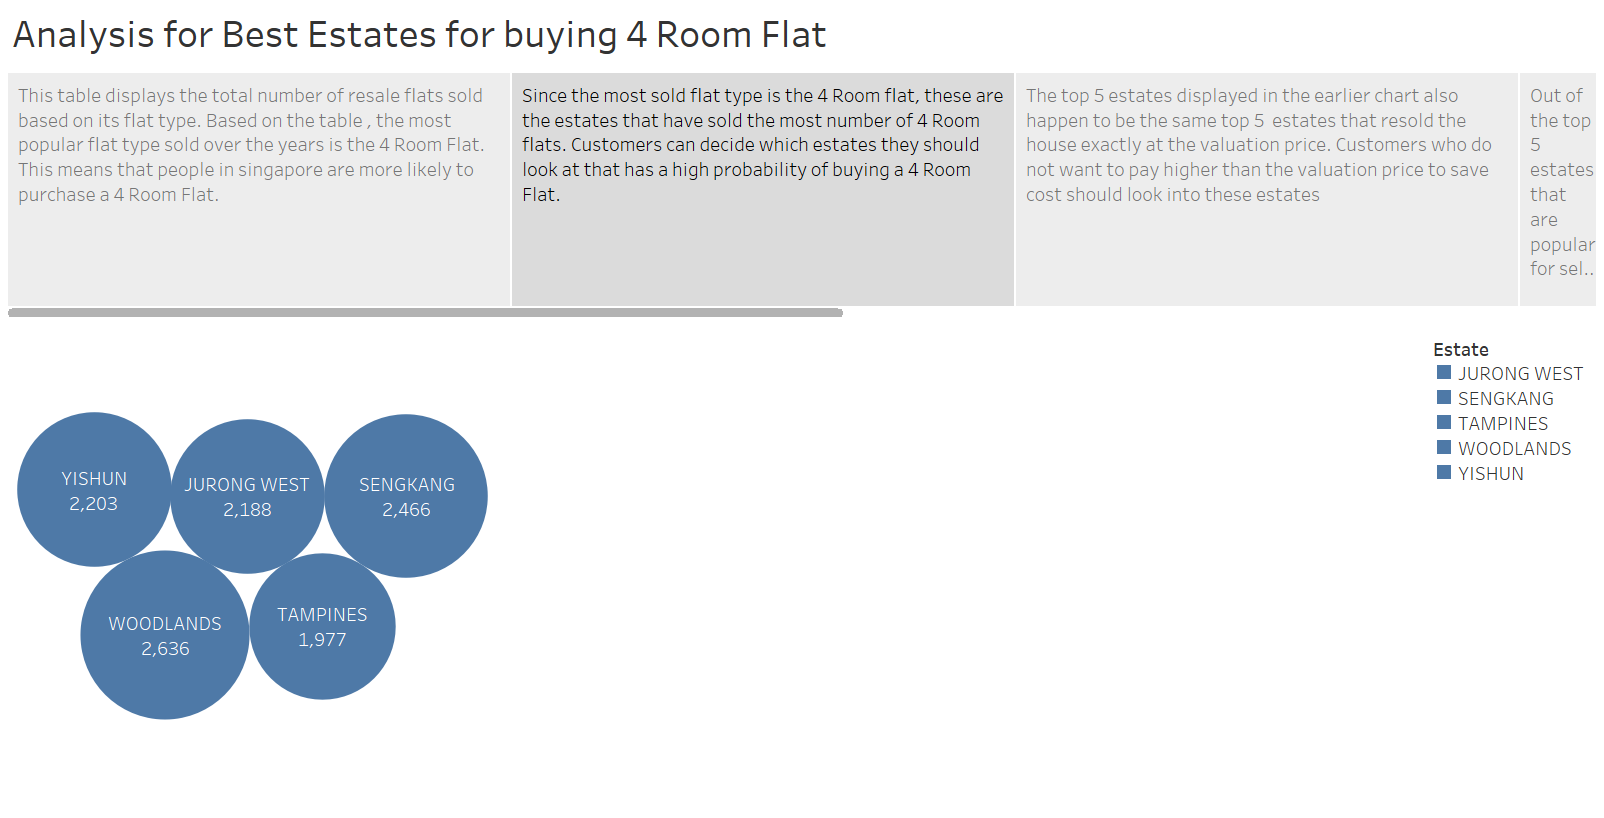 Analysis for Best Estates for buying 4 Room Flat
This table displays the total number of resale flats sold
based on its flat type. Based on the table , the most
popular flat type sold over the years is the 4 Room Flat.
This means that people in singapore are more likely to
purchase a 4 Room Flat.
Since the most sold flat type is the 4 Room flat, these are
the estates that have sold the most number of 4 Room
flats. Customers can decide which estates they should
look at that has a high probability of buying a 4 Room
Flat.
The top 5 estates displayed in the earlier chart also
happen to be the same top 5  estates that resold the
house exactly at the valuation price. Customers who do
not want to pay higher than the valuation price to save
cost should look into these estates
Out of
the top
5
estates
that
are
popular
for sel..
Estate
JURONG WEST
SENGKANG
TAMPINES
WOODLANDS
YISHUN
YISHUN
2,203
JURONG WEST
2,188
SENGKANG
2,466
WOODLANDS
2,636
TAMPINES
1,977